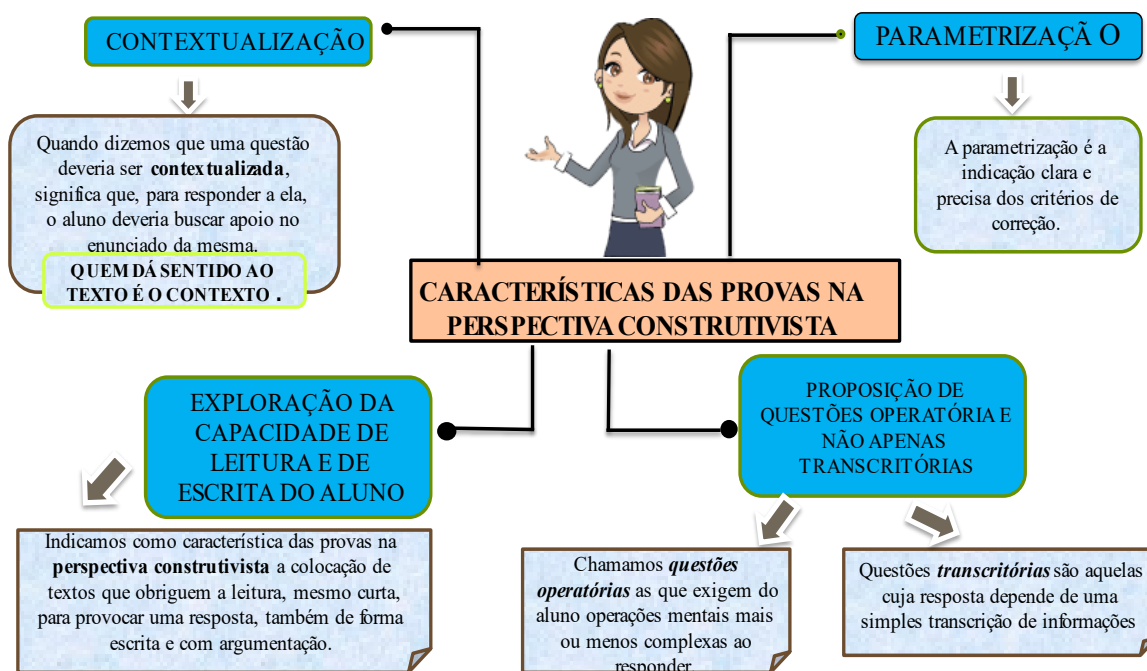 CONTEXTUALIZAÇÃO
Quando dizemos que uma questão
deveria ser contextualizada,
significa que, para responder a ela,
o aluno deveria buscar apoio no
enunciado da mesma.
QUEM DÁ SENTIDO AO
TEXTO É O CONTEXTO .
PARAMETRIZAÇÃ O
A parametrização é a
indicação clara e
precisa dos critérios de
correção.
CARACTERÍSTICAS DAS PROVAS NA
PERSPECTIVA CONSTRUTIVISTA
EXPLORAÇÃO DA
CAPACIDADE DE
LEITURA E DE
ESCRITA DO ALUNO
Indicamos como característica das provas na
perspectiva construtivista a colocação de
textos que obriguem a leitura, mesmo curta,
para provocar uma resposta, também de forma
escrita e com argumentação.
PROPOSIÇÃO DE
QUESTÕES OPERATÓRIA E
NÃO APENAS
TRANSCRITÓRIAS
Chamamos questões
operatórias as que exigem do
aluno operações mentais mais
ou menos complexas ao
responder
Questões transcritórias são aquelas
cuja resposta depende de uma
simples transcrição de informações